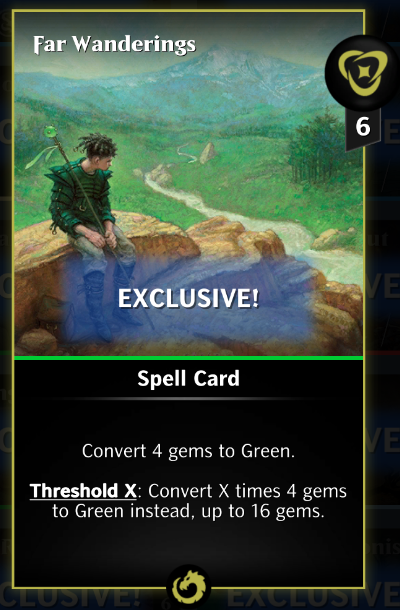 Far Wanderings
6
EXCLUSIVE!
Spell Card
Convert 4 gems to Green.
Threshold X: Convert X times 4 gems
to Green instead, up to 16 gems.